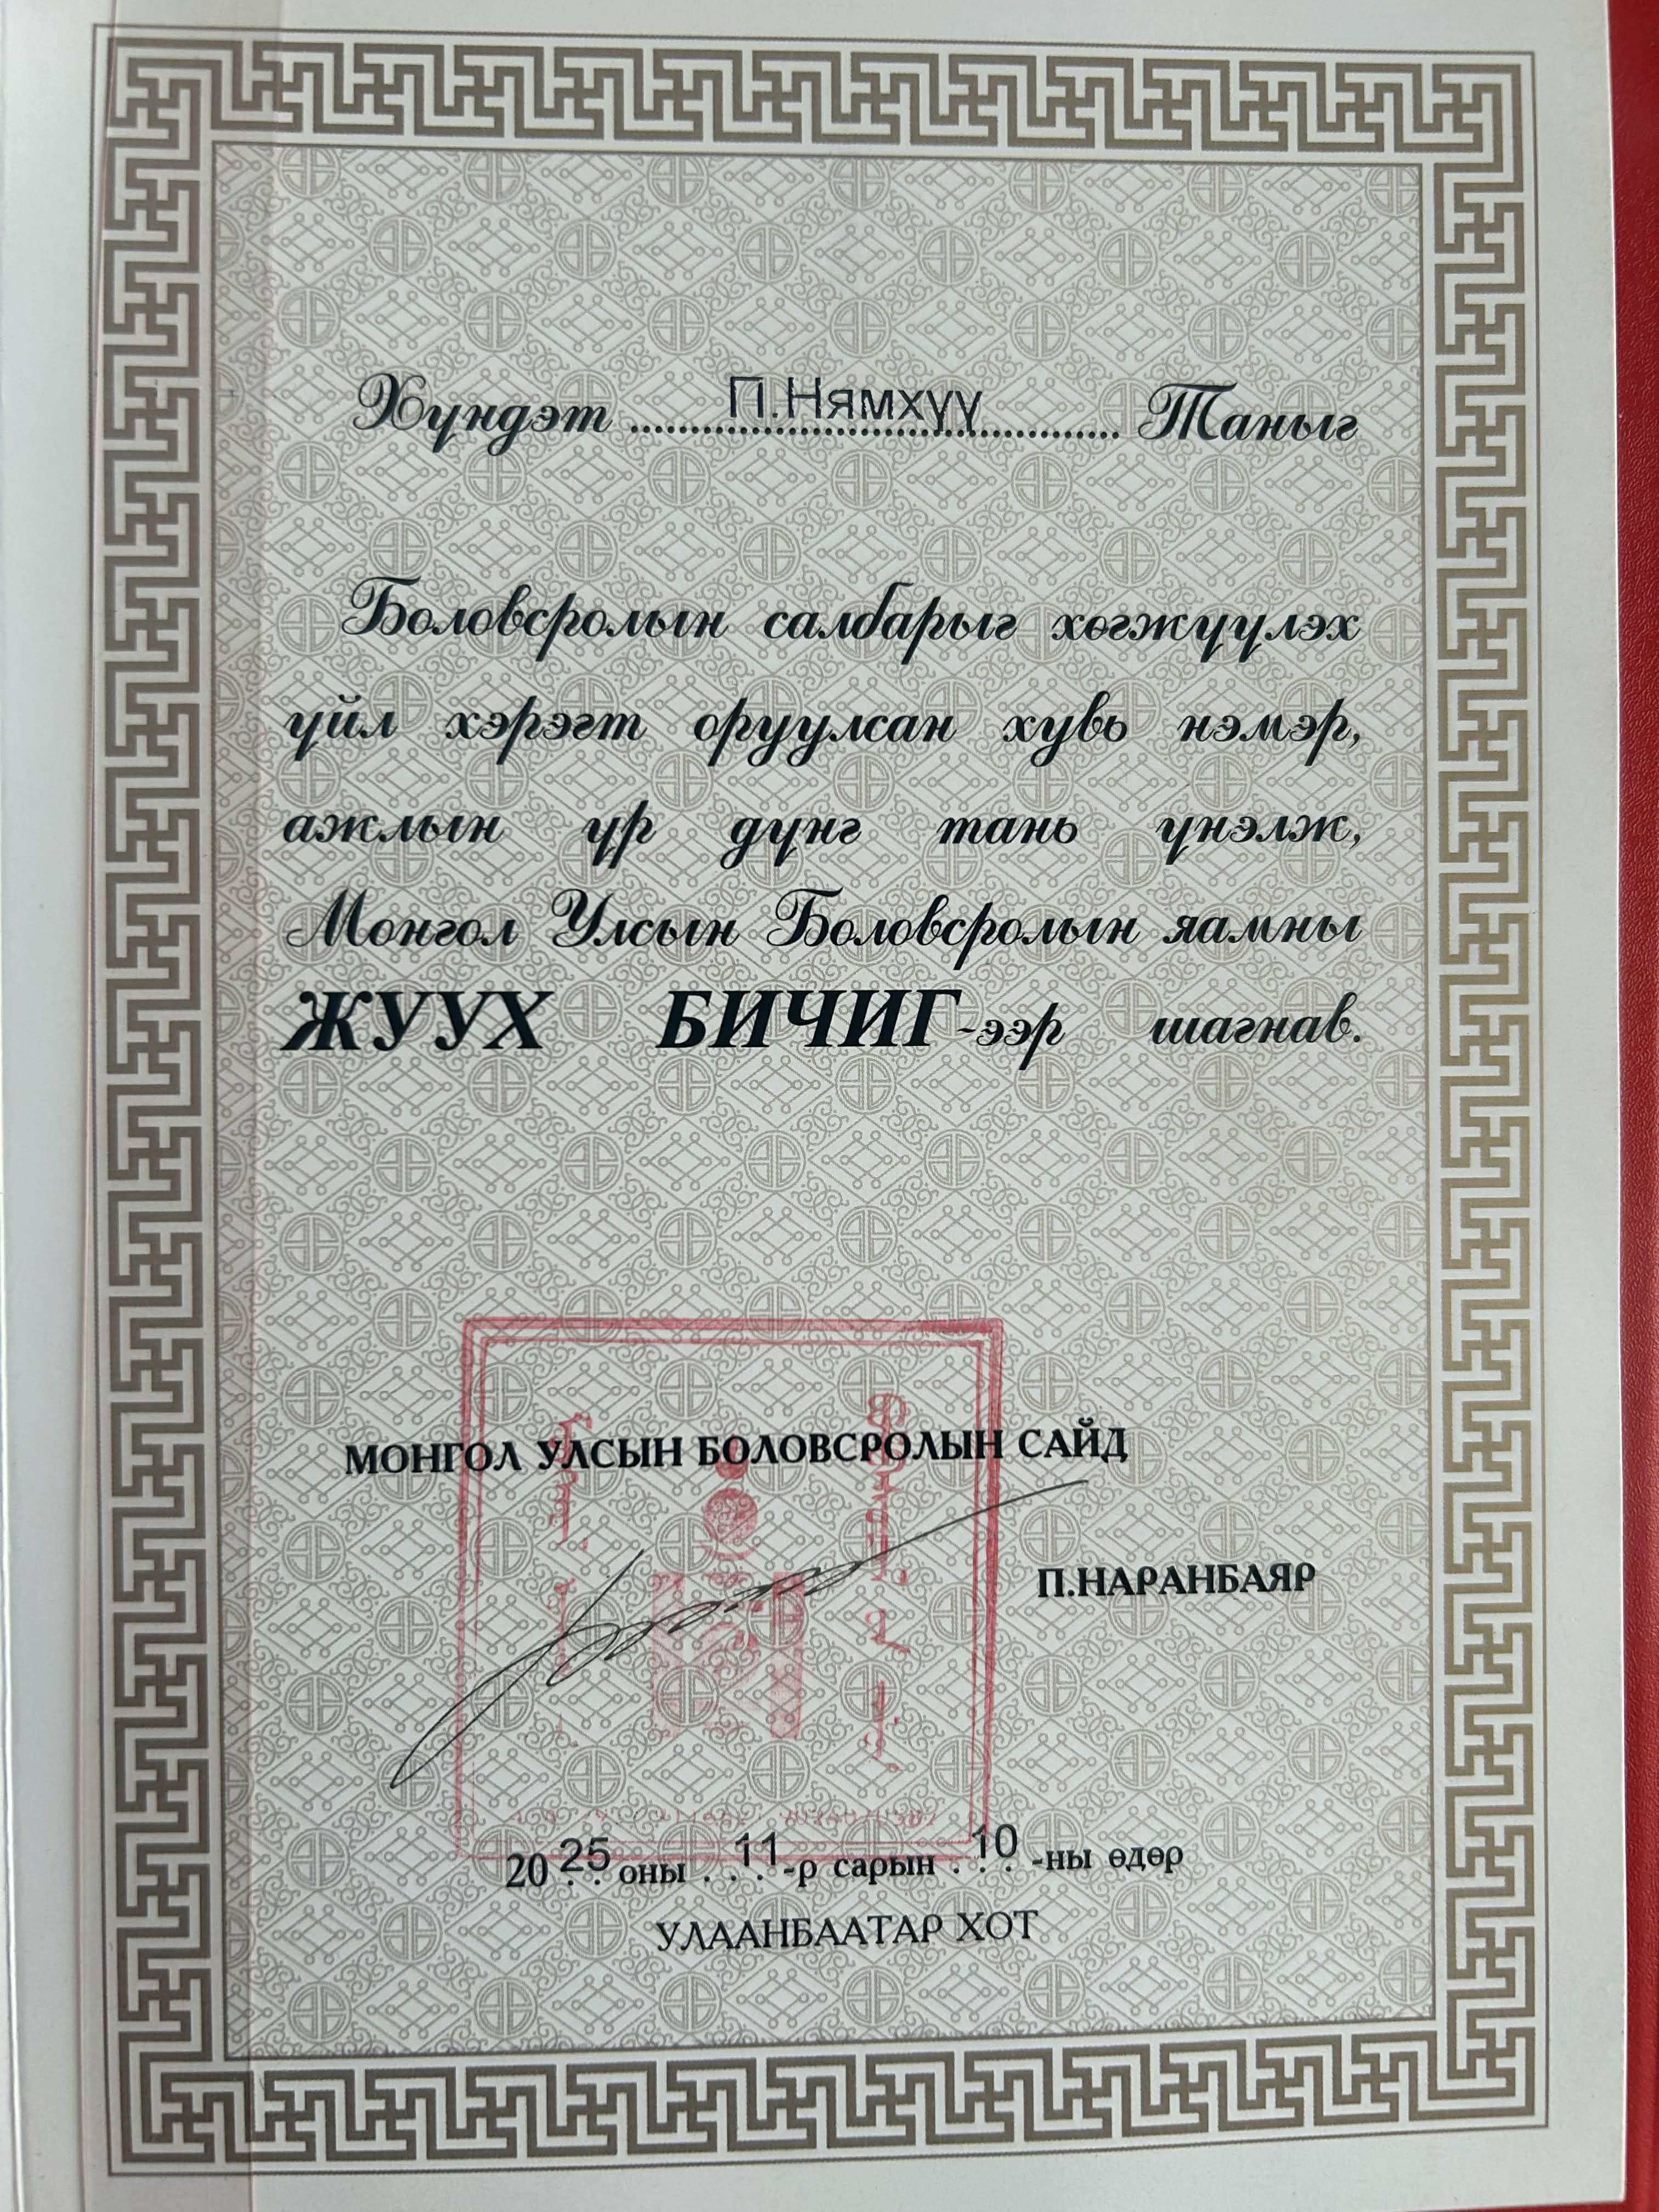 Хүндэт П.Нямхүү Таныг
Боловсролын салбарыг хөгжүүлэх
үйл хэрэгт оруулсан хувь нэмэр,
ажлын үр дүнг тань үнэлж,
Монгол Улсын Боловсролын яамны
ЖУУХ БИЧИГ-ээр шагнав.
МОНГОЛ УЛСЫН БОЛОВСРОЛЫН САЙД
П.НАРАНБАЯР
2025 оны 11-р сарын 10-ны өдөр
УЛААНБААТАР ХОТ